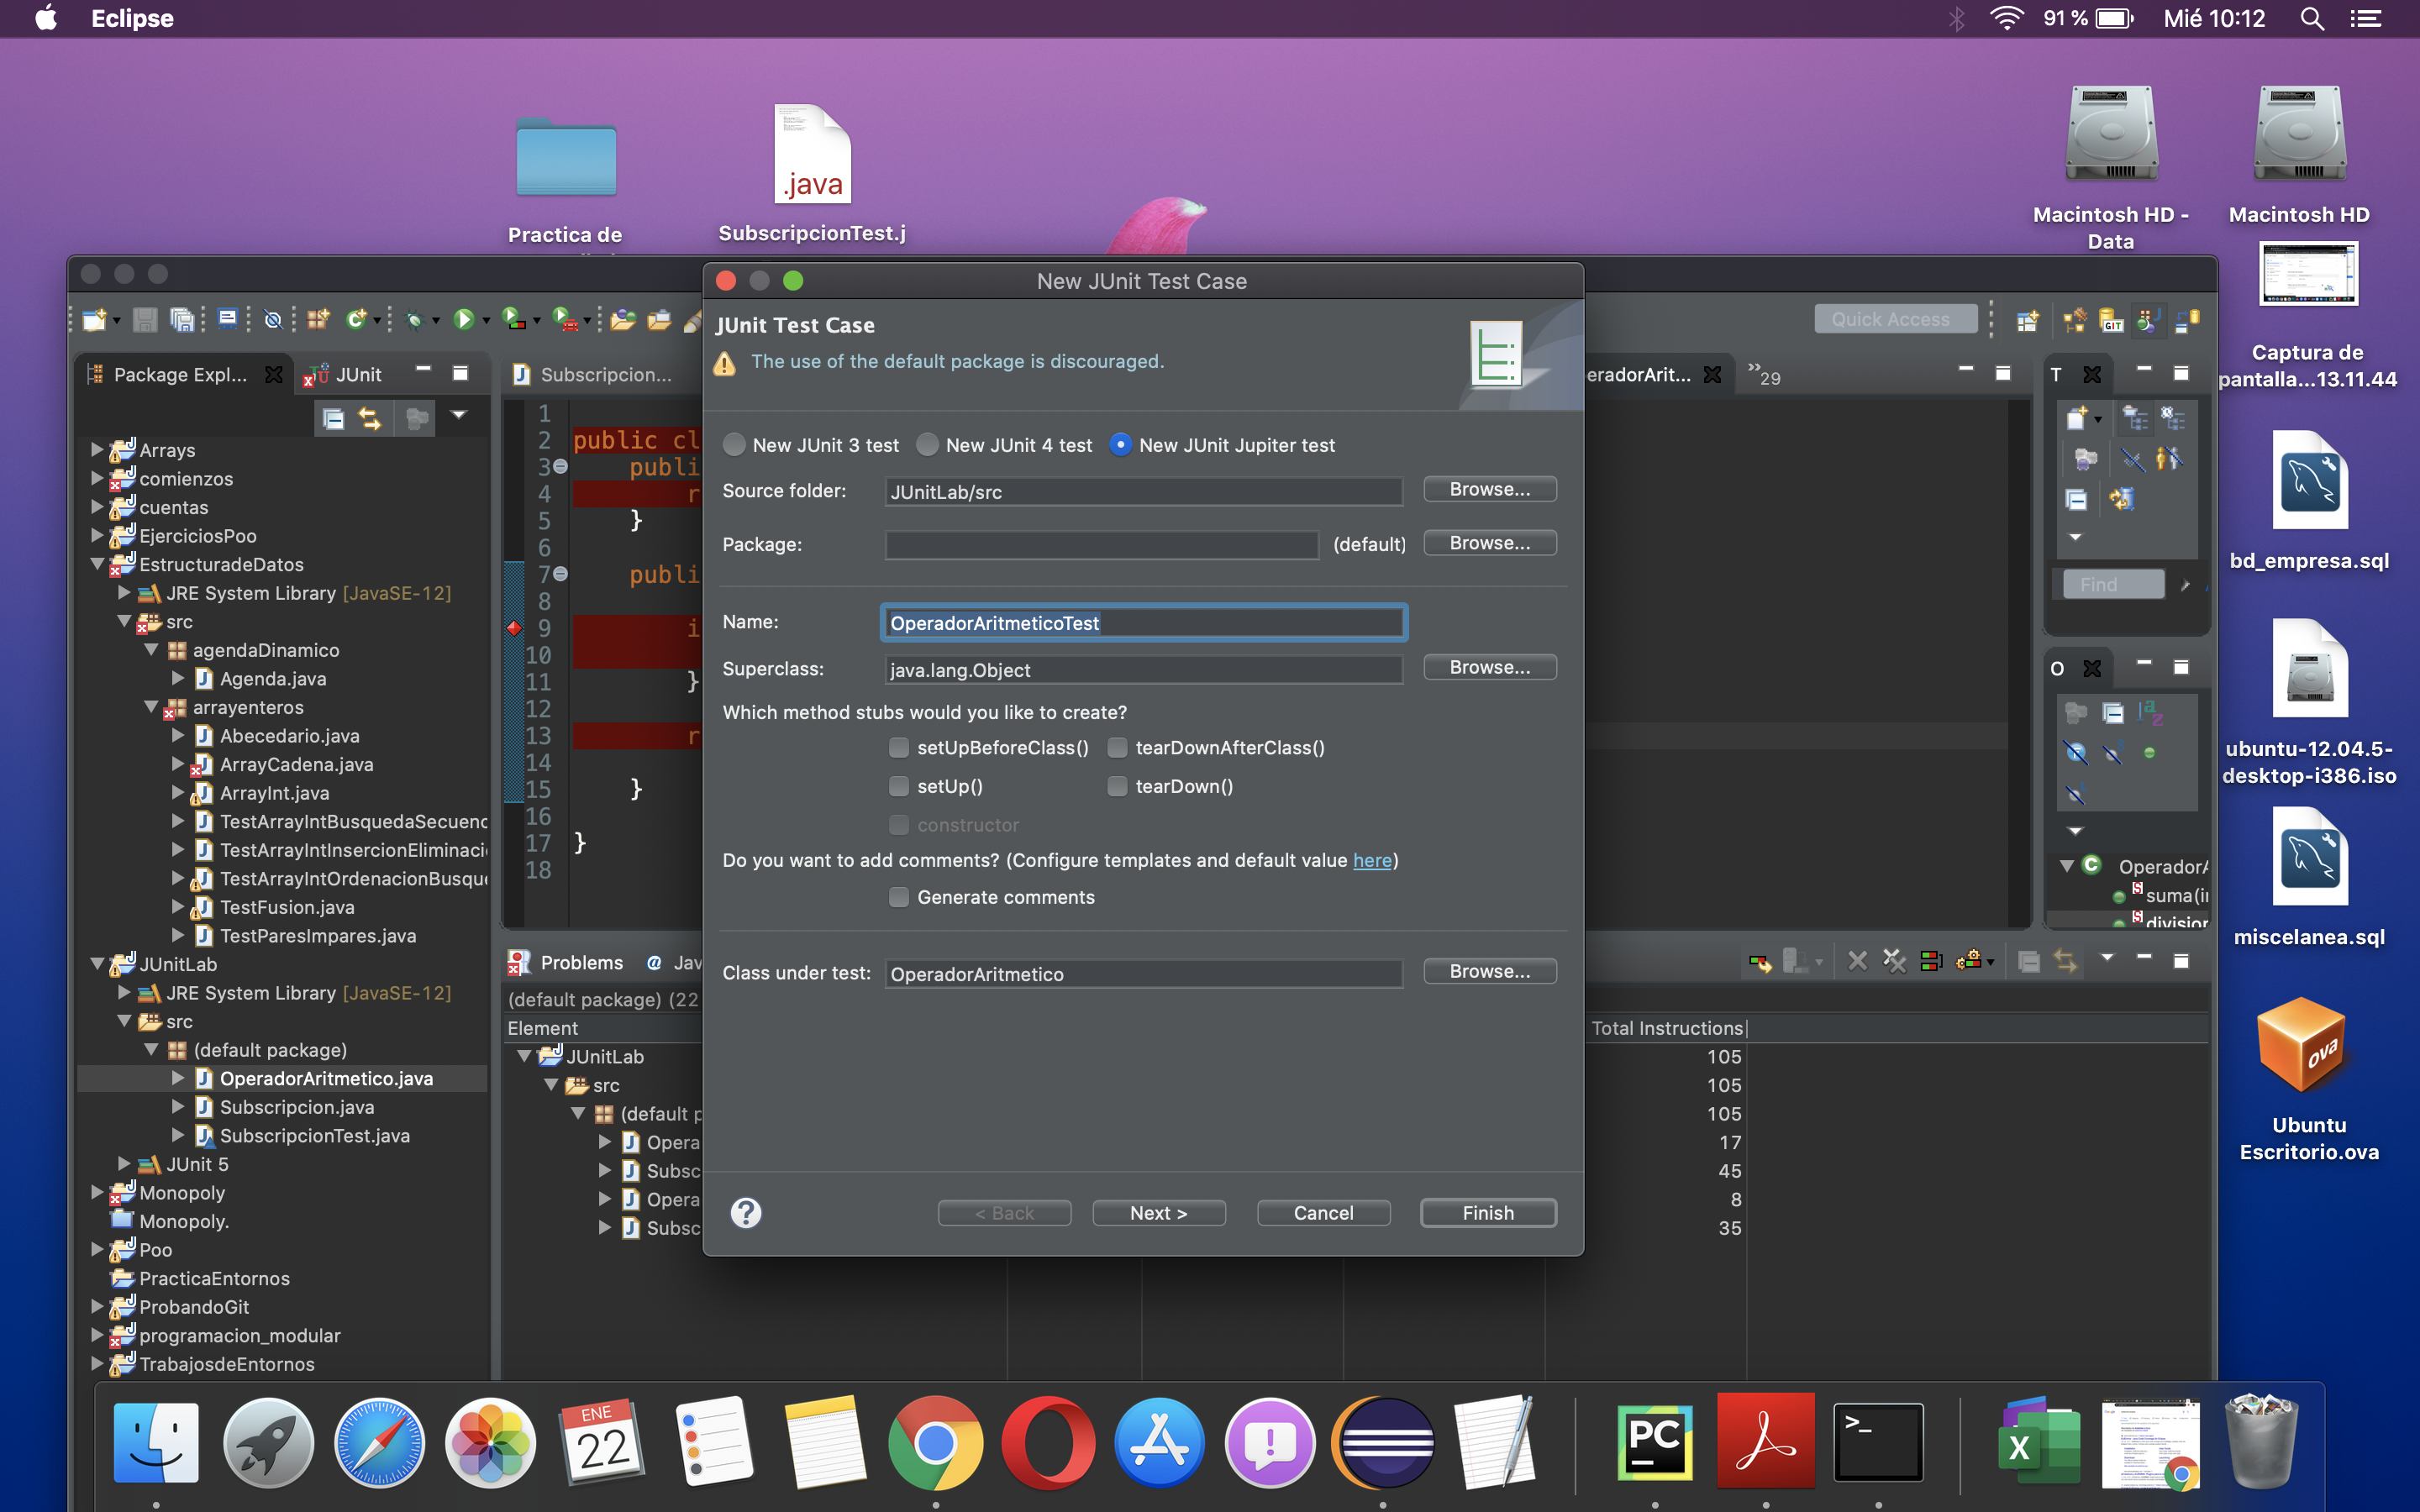 Eclipse
91 %
Mié 10:12
.java
Practica de
SubscripcionTest.j
Macintosh HD -
Data
Macintosh HD
Captura de
pantalla...13.11.44
bd_empresa.sql
ubuntu-12.04.5-
desktop-i386.iso
miscelanea.sql
ova
Ubuntu
Escritorio.ova
Quick Access
GIT
Package Expl...
JUnit
Arrays
comienzos
cuentas
EjerciciosPoo
EstructuradeDatos
JRE System Library [JavaSE-12]
src
agendaDinamico
Agenda.java
arrayenteros
Abecedario.java
ArrayCadena.java
ArrayInt.java
TestArrayIntBusquedaSecuenc
TestArrayIntInsercionEliminaci
TestArrayIntOrdenacionBusque
TestFusion.java
TestParesImpares.java
JUnitLab
JRE System Library [JavaSE-12]
src
(default package)
OperadorAritmetico.java
Subscripcion.java
SubscripcionTest.java
JUnit 5
Monopoly
Monopoly.
Poo
PracticaEntornos
ProbandoGit
programacion_modular
TrabajosdeEntornos
Subscripcion...
eradorArit...
29
1
2 public cl
3 publi
4 r
5 }
6
7 publi
8
9 i
10
11 }
12
13 r
14
15 }
16
17 }
18
New JUnit Test Case
JUnit Test Case
The use of the default package is discouraged.
New JUnit 3 test
New JUnit 4 test
New JUnit Jupiter test
Source folder:
JUnitLab/src
Browse...
Package:
(default)
Browse...
Name:
OperadorAritmeticoTest
Superclass:
java.lang.Object
Browse...
Which method stubs would you like to create?
setUpBeforeClass()
tearDownAfterClass()
setUp()
tearDown()
constructor
Do you want to add comments? (Configure templates and default value here)
Generate comments
Class under test:
OperadorAritmetico
Browse...
?
< Back
Next >
Cancel
Finish
T
Find
O
OperadorA
suma(in
division
Problems
@ Jav
(default package) (22
Element
Total Instructions
JUnitLab 105
src 105
(default p 105
Opera 17
Subsc 45
Opera 8
Subsc 35
ENE
22
PC
>_
X